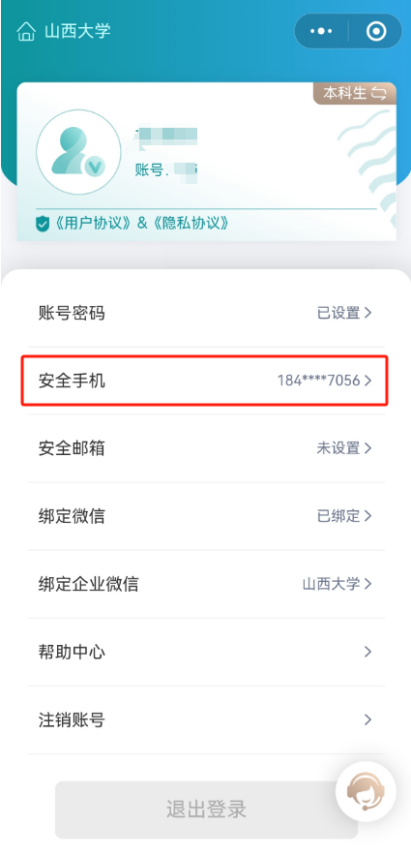 山西大学
本科生
账号.
《用户协议》&《隐私协议》
账号密码 已设置
安全手机 184****7056
安全邮箱 未设置
绑定微信 已绑定
绑定企业微信 山西大学
帮助中心
注销账号
退出登录